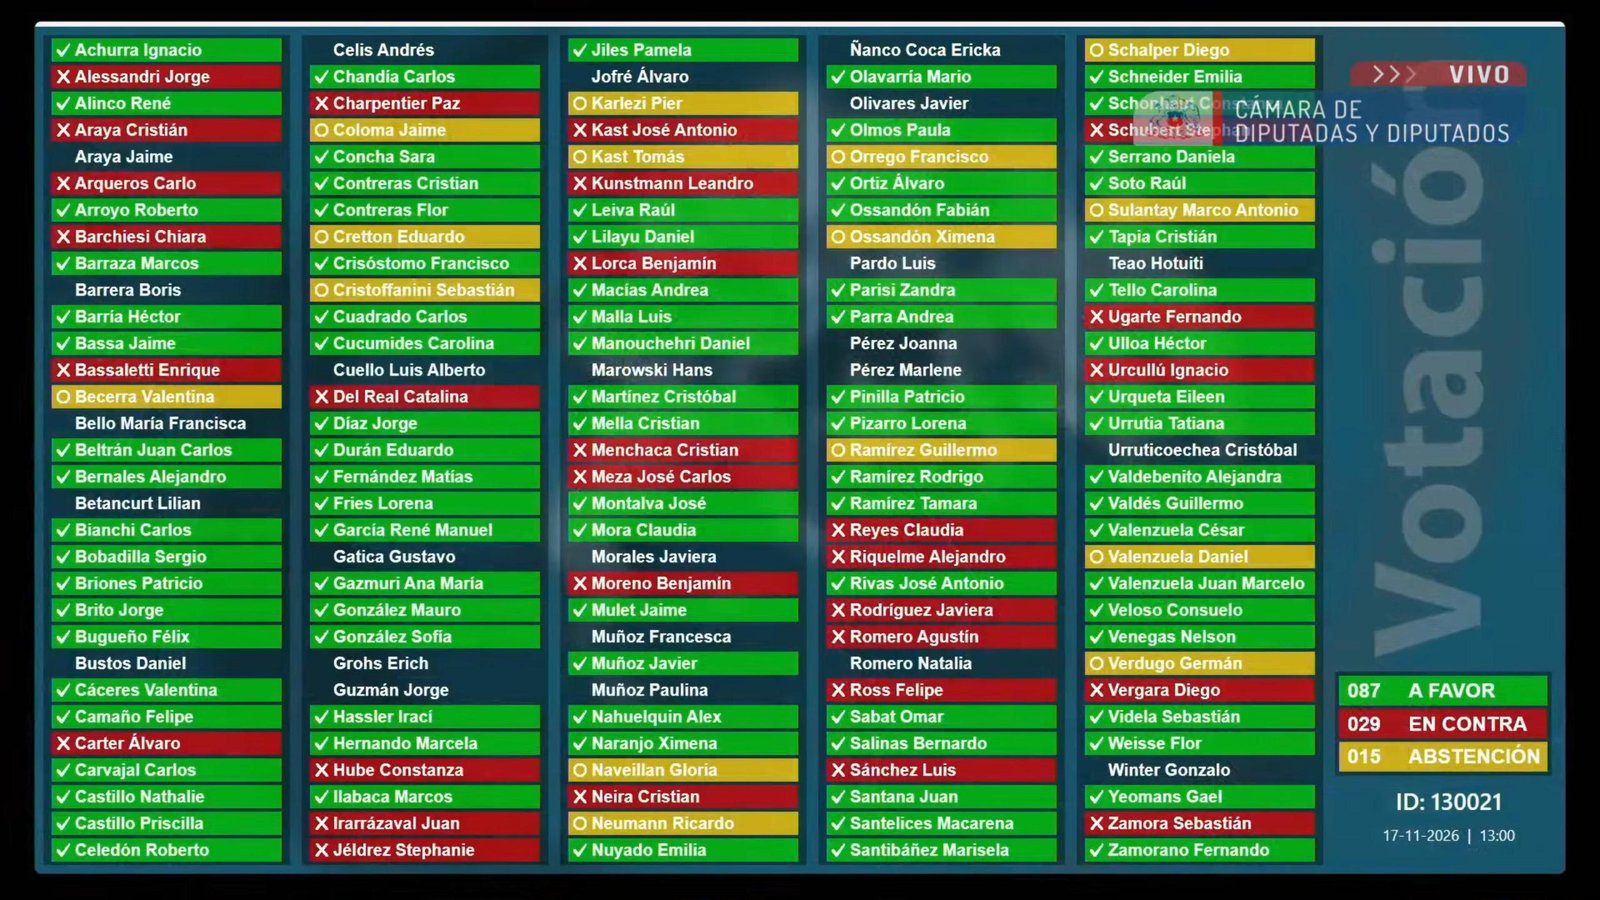 ✓ Achurra Ignacio
X Alessandri Jorge
✓ Alinco René
X Araya Cristián
Araya Jaime
X Arqueros Carlo
✓ Arroyo Roberto
X Barchiesi Chiara
✓ Barraza Marcos
Barrera Boris
✓ Barría Héctor
✓ Bassa Jaime
X Bassaletti Enrique
O Becerra Valentina
Bello María Francisca
✓ Beltrán Juan Carlos
✓ Bernales Alejandro
Betancurt Lilian
✓ Bianchi Carlos
✓ Bobadilla Sergio
✓ Briones Patricio
✓ Brito Jorge
✓ Bugueño Félix
Bustos Daniel
✓ Cáceres Valentina
✓ Camaño Felipe
X Carter Álvaro
✓ Carvajal Carlos
✓ Castillo Nathalie
✓ Castillo Priscilla
✓ Celedón Roberto
Celis Andrés
✓ Chandía Carlos
X Charpentier Paz
O Coloma Jaime
✓ Concha Sara
✓ Contreras Cristian
✓ Contreras Flor
O Cretton Eduardo
✓ Crisóstomo Francisco
O Cristoffanini Sebastián
✓ Cuadrado Carlos
✓ Cucumides Carolina
Cuello Luis Alberto
X Del Real Catalina
✓ Díaz Jorge
✓ Durán Eduardo
✓ Fernández Matías
✓ Fries Lorena
✓ García René Manuel
Gatica Gustavo
✓ Gazmuri Ana María
✓ González Mauro
✓ González Sofía
Grohs Erich
Guzmán Jorge
✓ Hassler Irací
✓ Hernando Marcela
X Hube Constanza
✓ Ilabaca Marcos
X Irarrázaval Juan
X Jéldrez Stephanie
✓ Jiles Pamela
Jofré Álvaro
O Karlezi Pier
X Kast José Antonio
O Kast Tomás
X Kunstmann Leandro
✓ Leiva Raúl
✓ Lilayu Daniel
X Lorca Benjamín
✓ Macías Andrea
✓ Malla Luis
✓ Manouchehri Daniel
Marowski Hans
✓ Martínez Cristóbal
✓ Mella Cristian
X Menchaca Cristian
X Meza José Carlos
✓ Montalva José
✓ Mora Claudia
Morales Javiera
X Moreno Benjamín
✓ Mulet Jaime
Muñoz Francesca
✓ Muñoz Javier
Muñoz Paulina
✓ Nahuelquin Alex
✓ Naranjo Ximena
O Naveillan Gloria
X Neira Cristian
O Neumann Ricardo
✓ Nuyado Emilia
Ñanco Coca Ericka
✓ Olavarría Mario
Olivares Javier
✓ Olmos Paula
O Orrego Francisco
✓ Ortiz Álvaro
✓ Ossandón Fabián
O Ossandón Ximena
Pardo Luis
✓ Parisi Zandra
✓ Parra Andrea
Pérez Joanna
Pérez Marlene
✓ Pinilla Patricio
✓ Pizarro Lorena
O Ramírez Guillermo
✓ Ramírez Rodrigo
✓ Ramírez Tamara
X Reyes Claudia
X Riquelme Alejandro
✓ Rivas José Antonio
X Rodríguez Javiera
X Romero Agustín
Romero Natalia
X Ross Felipe
✓ Sabat Omar
✓ Salinas Bernardo
X Sánchez Luis
✓ Santana Juan
✓ Santelices Macarena
✓ Santibáñez Marisela
O Schalper Diego
✓ Schneider Emilia
✓
X Schubert
✓ Serrano Daniela
✓ Soto Raúl
O Sulantay Marco Antonio
✓ Tapia Cristián
Teao Hotuiti
✓ Tello Carolina
X Ugarte Fernando
✓ Ulloa Héctor
X Urcullú Ignacio
✓ Urqueta Eileen
✓ Urrutia Tatiana
Urruticoechea Cristóbal
✓ Valdebenito Alejandra
✓ Valdés Guillermo
✓ Valenzuela César
O Valenzuela Daniel
✓ Valenzuela Juan Marcelo
✓ Veloso Consuelo
✓ Venegas Nelson
O Verdugo Germán
X Vergara Diego
✓ Videla Sebastián
✓ Weisse Flor
Winter Gonzalo
✓ Yeomans Gael
X Zamora Sebastián
✓ Zamorano Fernando
>>> VIVO
CÁMARA DE
DIPUTADAS Y DIPUTADOS
Votación
087 A FAVOR
029 EN CONTRA
015 ABSTENCIÓN
ID: 130021
17-11-2026 | 13:00